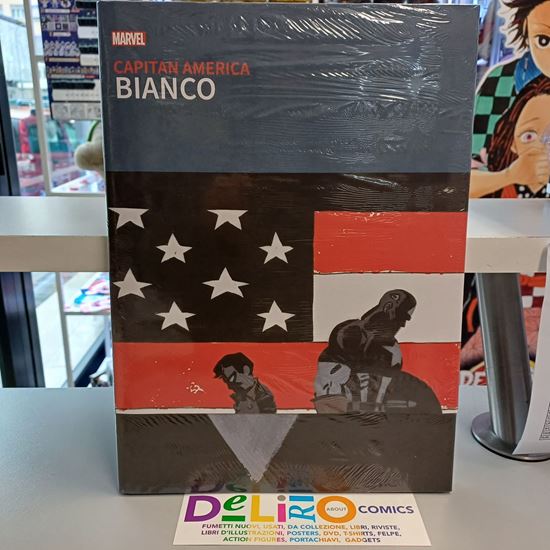 MARVEL
CAPITAN AMERICA
BIANCO
DELIRIO ABOUT COMICS
FUMETTI NUOVI, USATI, DA COLLEZIONE, LIBRI, RIVISTE,
LIBRI D'ILLUSTRAZIONI, POSTERS, DVD, T-SHIRTS, FELPE,
ACTION FIGURES, PORTACHIAVI, GADGETS